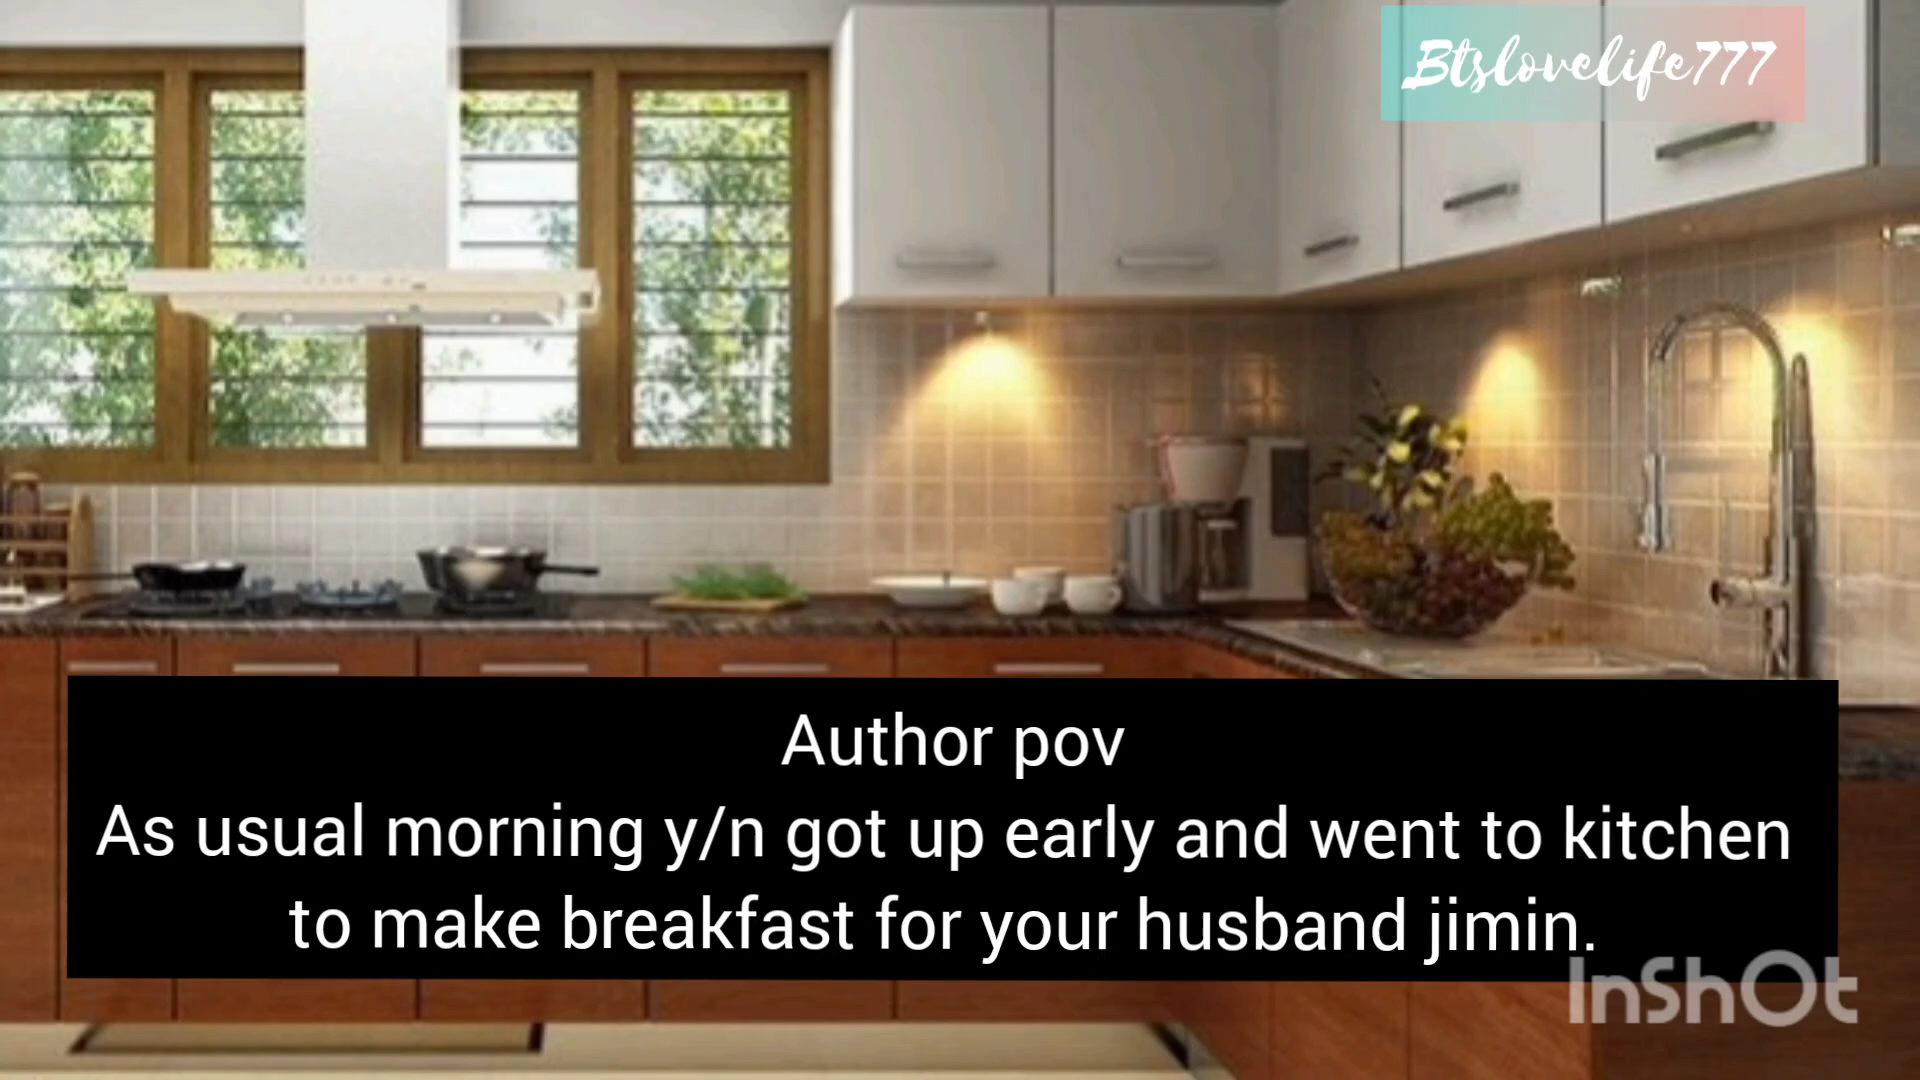 Btslovelife777
Author pov
As usual morning y/n got up early and went to kitchen
to make breakfast for your husband jimin.
InShOt